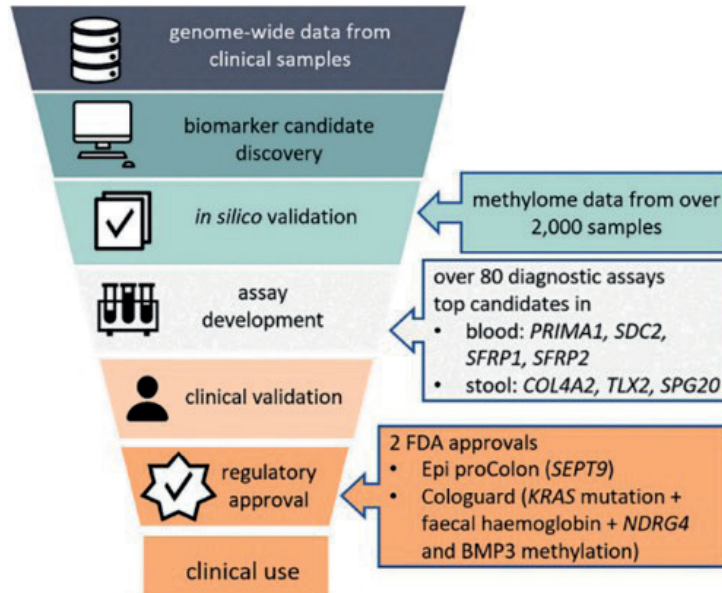 genome-wide data from
clinical samples
biomarker candidate
discovery
in silico validation
methylome data from over
2,000 samples
assay
development
over 80 diagnostic assays
top candidates in
• blood: PRIMA1, SDC2,
SFRP1, SFRP2
• stool: COL4A2, TLX2, SPG20
clinical validation
regulatory
approval
2 FDA approvals
• Epi proColon (SEPT9)
• Cologuard (KRAS mutation +
faecal haemoglobin + NDRG4
and BMP3 methylation)
clinical use